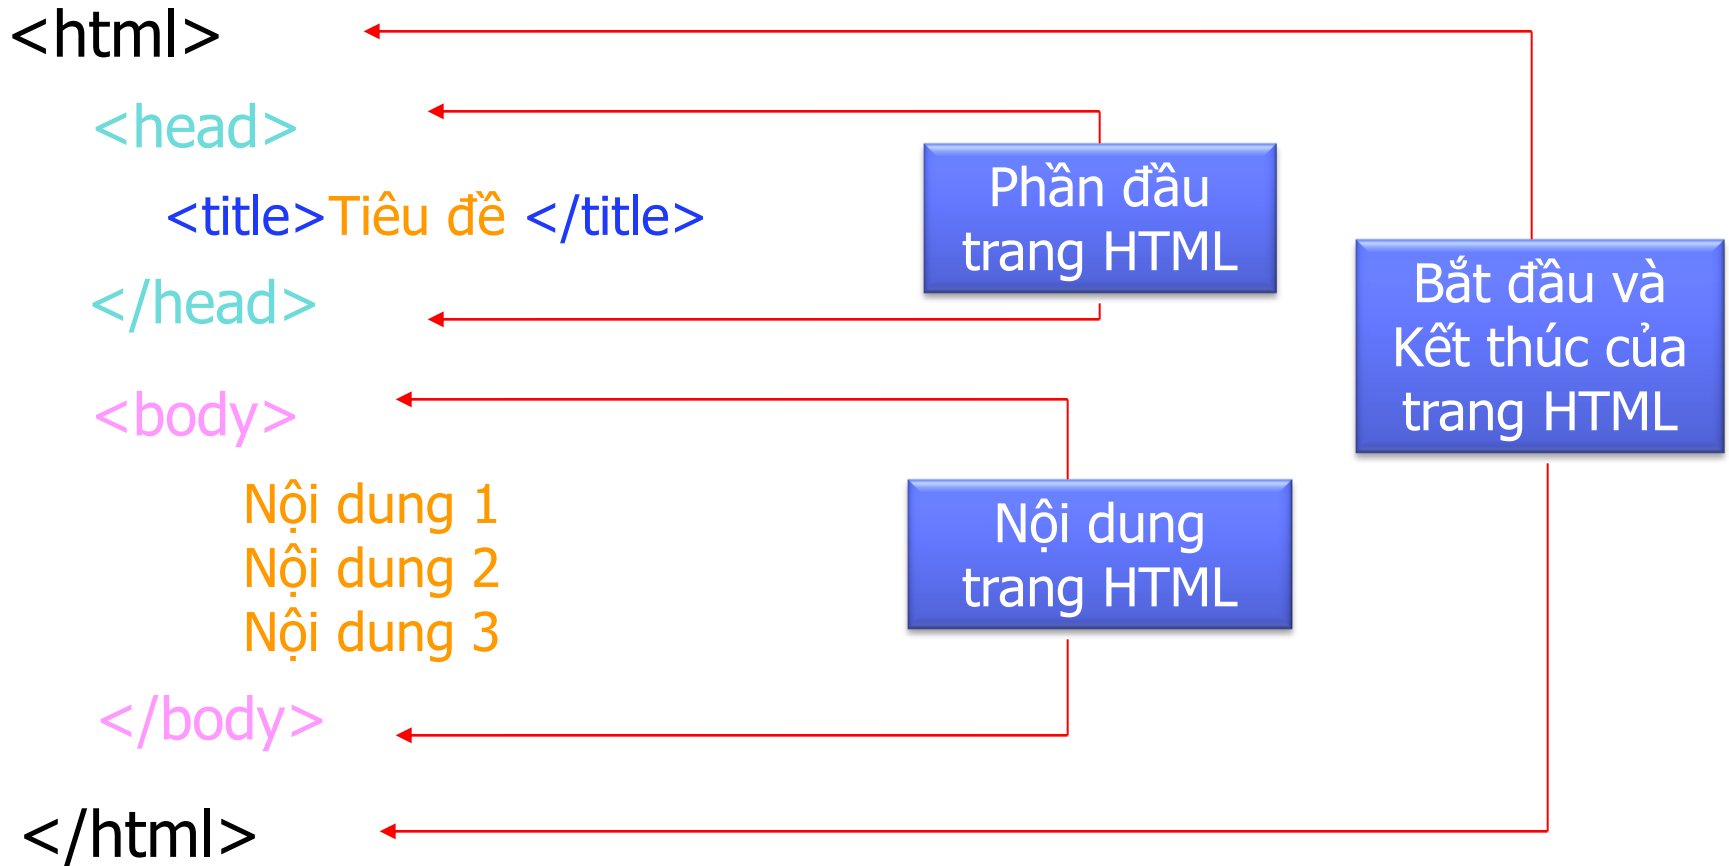 <html>
<head>
<title>Tiêu đề </title>
</head>
<body>
Nội dung 1
Nội dung 2
Nội dung 3
</body>
</html>
Phần đầu
trang HTML
Nội dung
trang HTML
Bắt đầu và
Kết thúc của
trang HTML